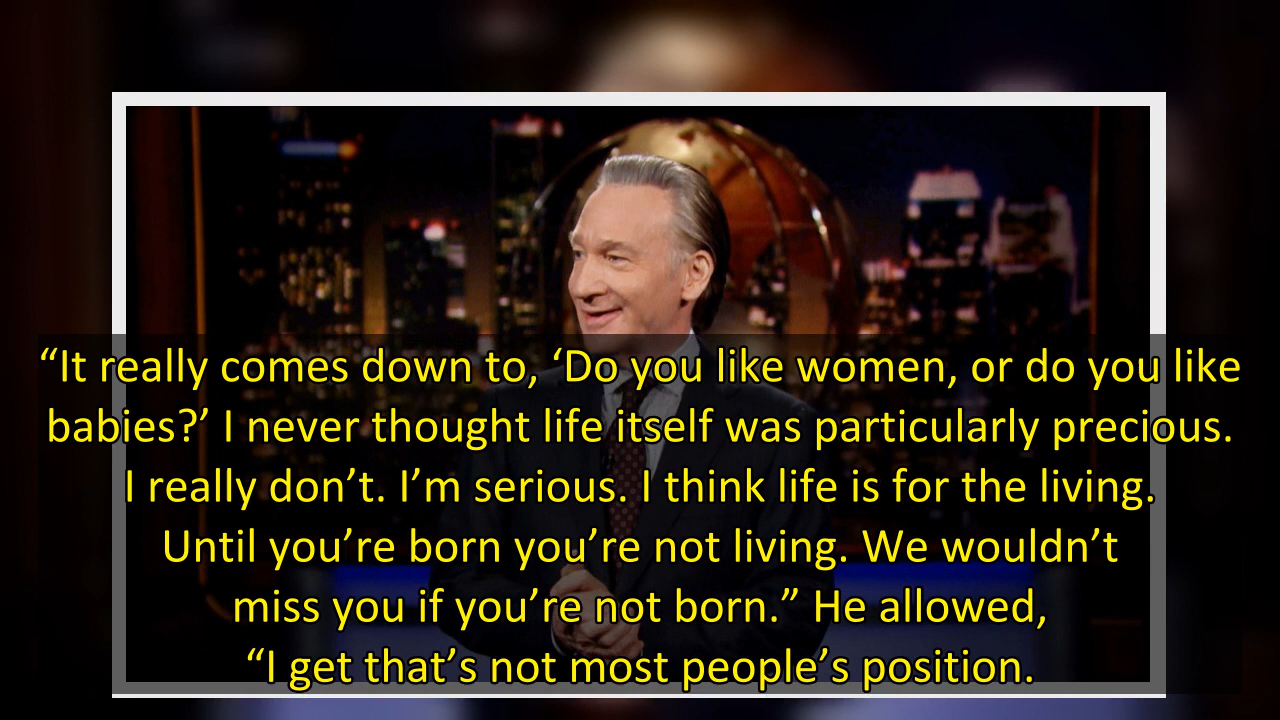 “It really comes down to, ‘Do you like women, or do you like
babies?’ I never thought life itself was particularly precious.
I really don’t. I’m serious. I think life is for the living.
Until you’re born you’re not living. We wouldn’t
miss you if you’re not born.” He allowed,
“I get that’s not most people’s position.